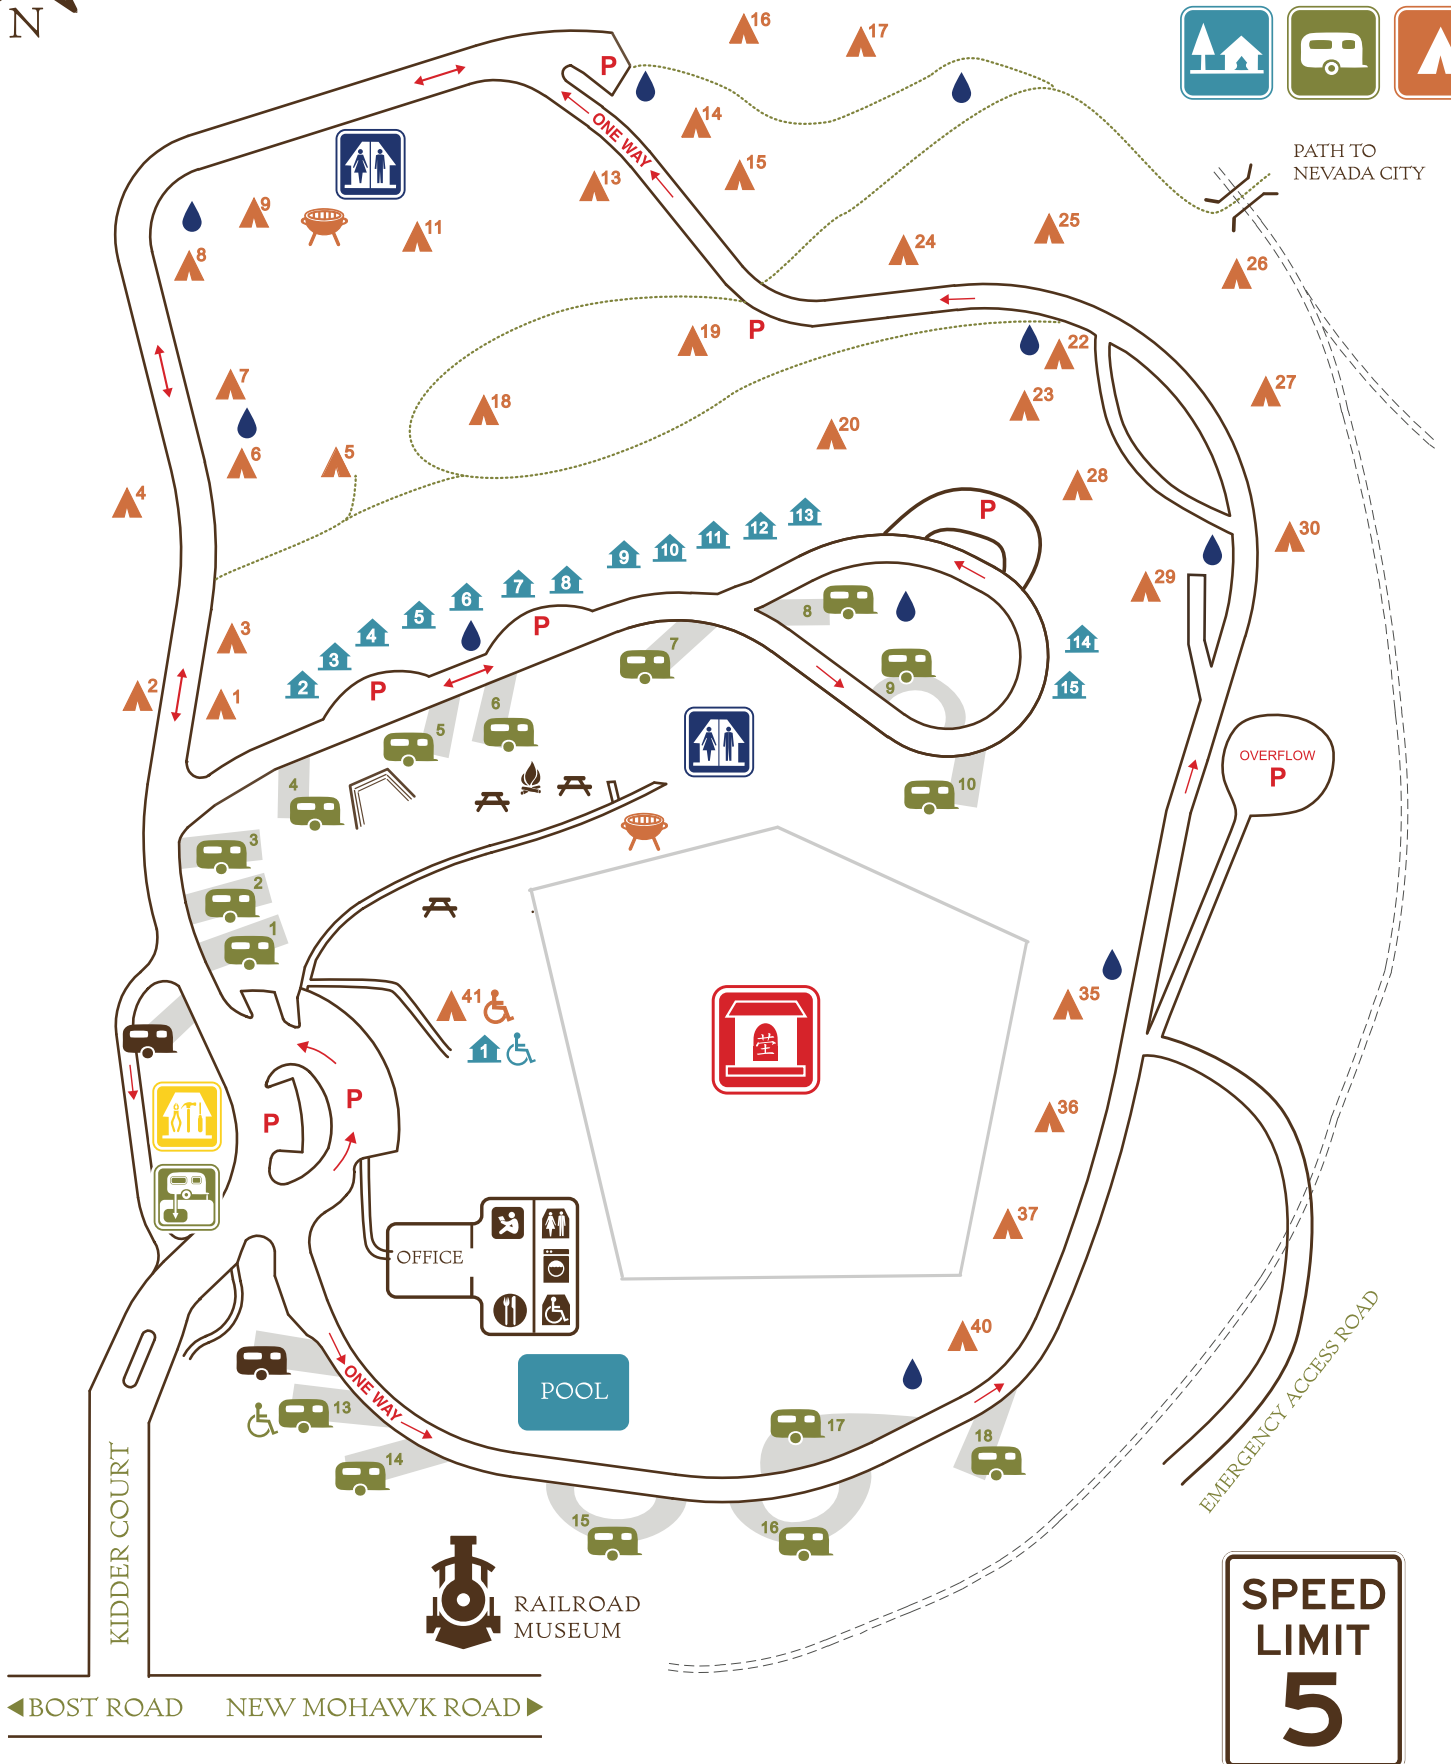 N
16
17
P
14
ONE WAY
15
13
PATH TO
NEVADA CITY
9
11
8
25
24
26
19
P
22
7
27
18
23
20
6
5
28
4
P
30
13
12
11
10
9
8
7
6
5
4
3
2
29
8
P
3
7
14
9
15
2
1
P
6
5
OVERFLOW
P
4
10
3
2
1
41
35
1
茔
P
P
36
37
OFFICE
40
POOL
ONE WAY
13
14
17
18
15
16
EMERGENCY ACCESS ROAD
KIDDER COURT
RAILROAD
MUSEUM
SPEED
LIMIT
5
BOST ROAD
NEW MOHAWK ROAD